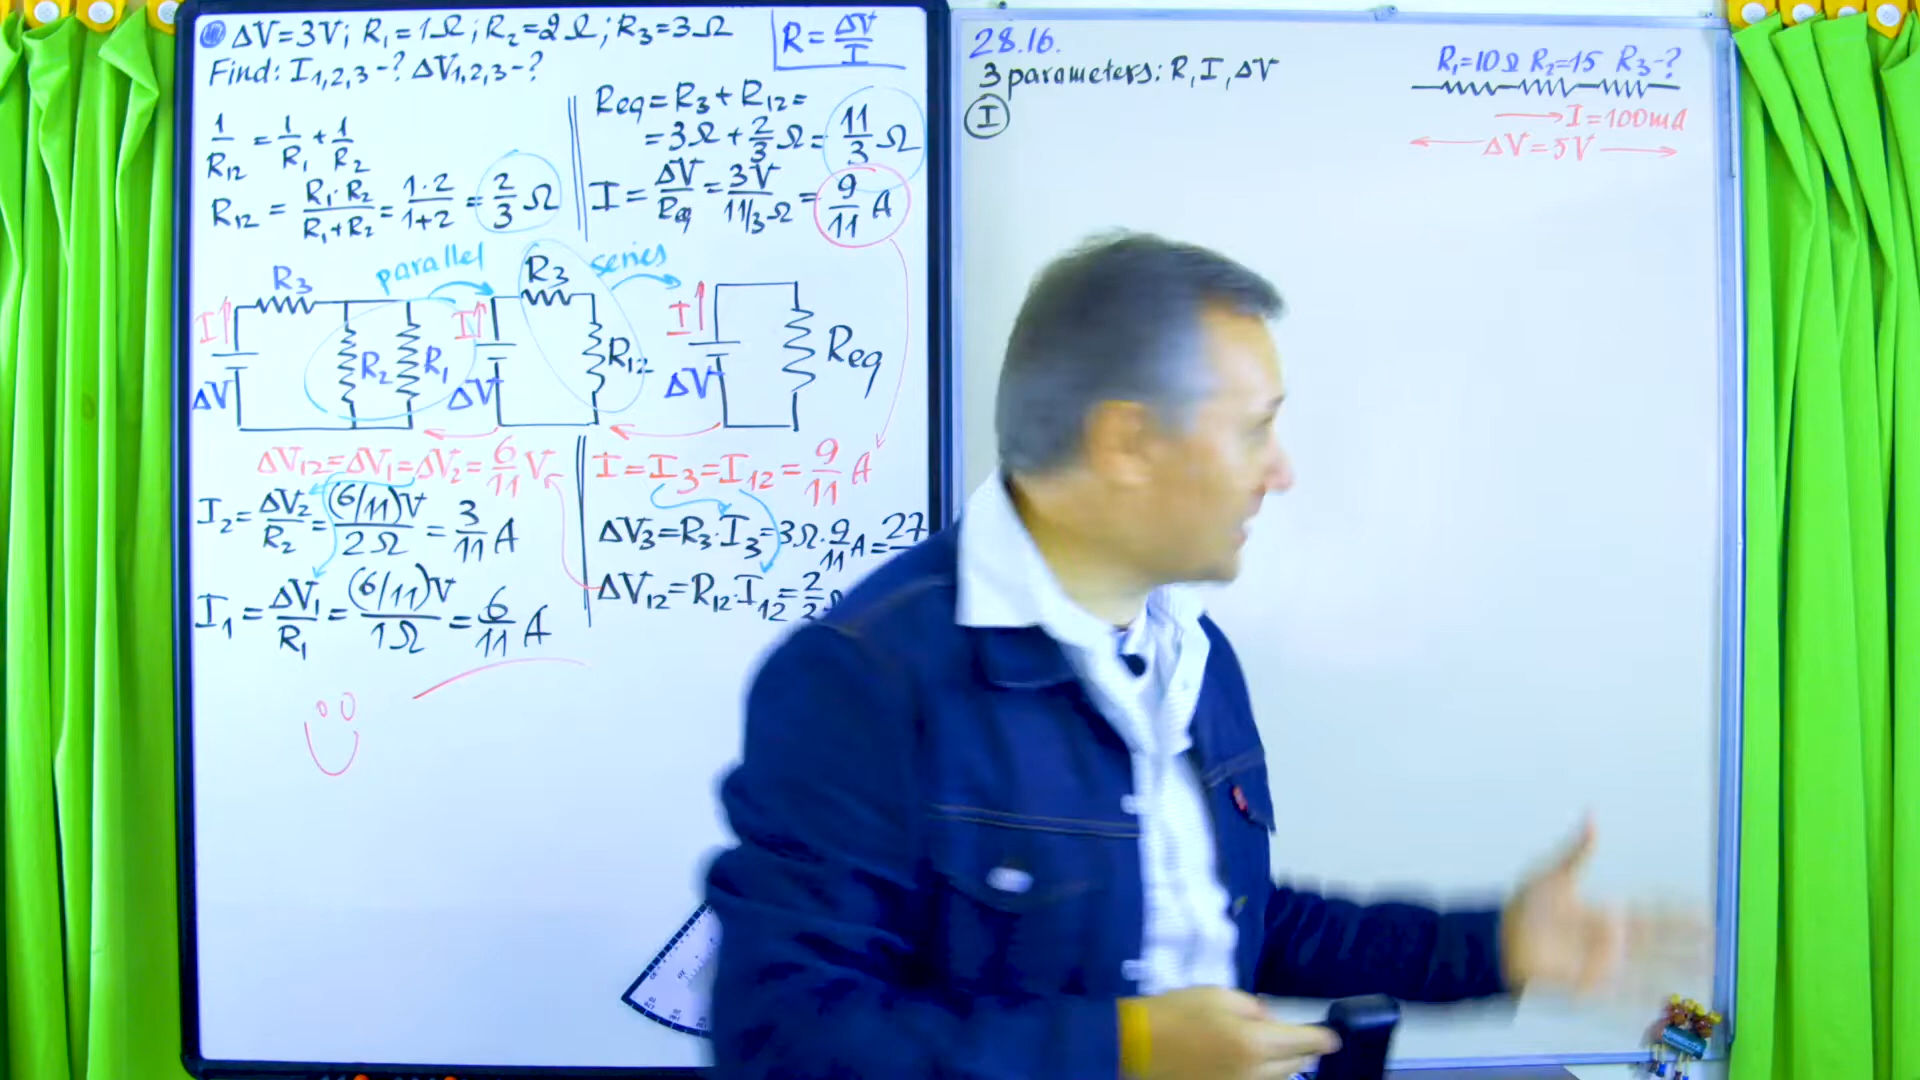 ΔV=3V; R₁=1Ω; R₂=2Ω; R₃=3Ω
R=ΔV/I
Find: I₁,₂,₃-? ΔV₁,₂,₃-?
1/R₁₂ = 1/R₁ + 1/R₂
R₁₂ = R₁·R₂/R₁+R₂ = 1·2/1+2 = 2/3 Ω
Req=R₃+R₁₂=
=3Ω+2/3Ω=11/3Ω
I=ΔV/Req=3V/11/3Ω=9/11 A
parallel
series
R₃
I
ΔV
R₂
R₁
R₃
I
ΔV
R₁₂
I
ΔV
Req
ΔV₁₂=ΔV₁=ΔV₂=6/11 V
I₂=ΔV₂/R₂=(6/11)V/2Ω=3/11 A
I₁=ΔV₁/R₁=(6/11)V/1Ω=6/11 A
I=I₃=I₁₂=9/11 A
ΔV₃=R₃·I₃=3Ω·9/11A=27
ΔV₁₂=R₁₂·I₁₂=2/3
28.16.
3 parameters: R, I, ΔV
I
R₁=10Ω R₂=15 R₃-?
I=100mA
ΔV=5V